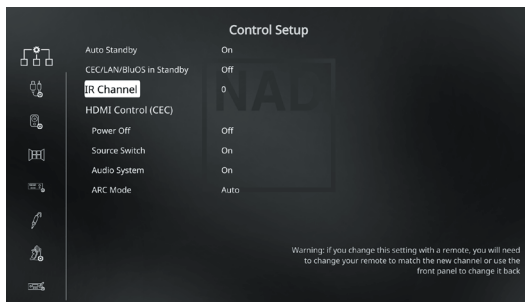 Control Setup
Auto Standby On
CEC/LAN/BluOS in Standby Off
IR Channel 0
NAD
HDMI Control (CEC)
Power Off Off
Source Switch On
Audio System On
ARC Mode Auto
Warning: if you change this setting with a remote, you will need
to change your remote to match the new channel or use the
front panel to change it back